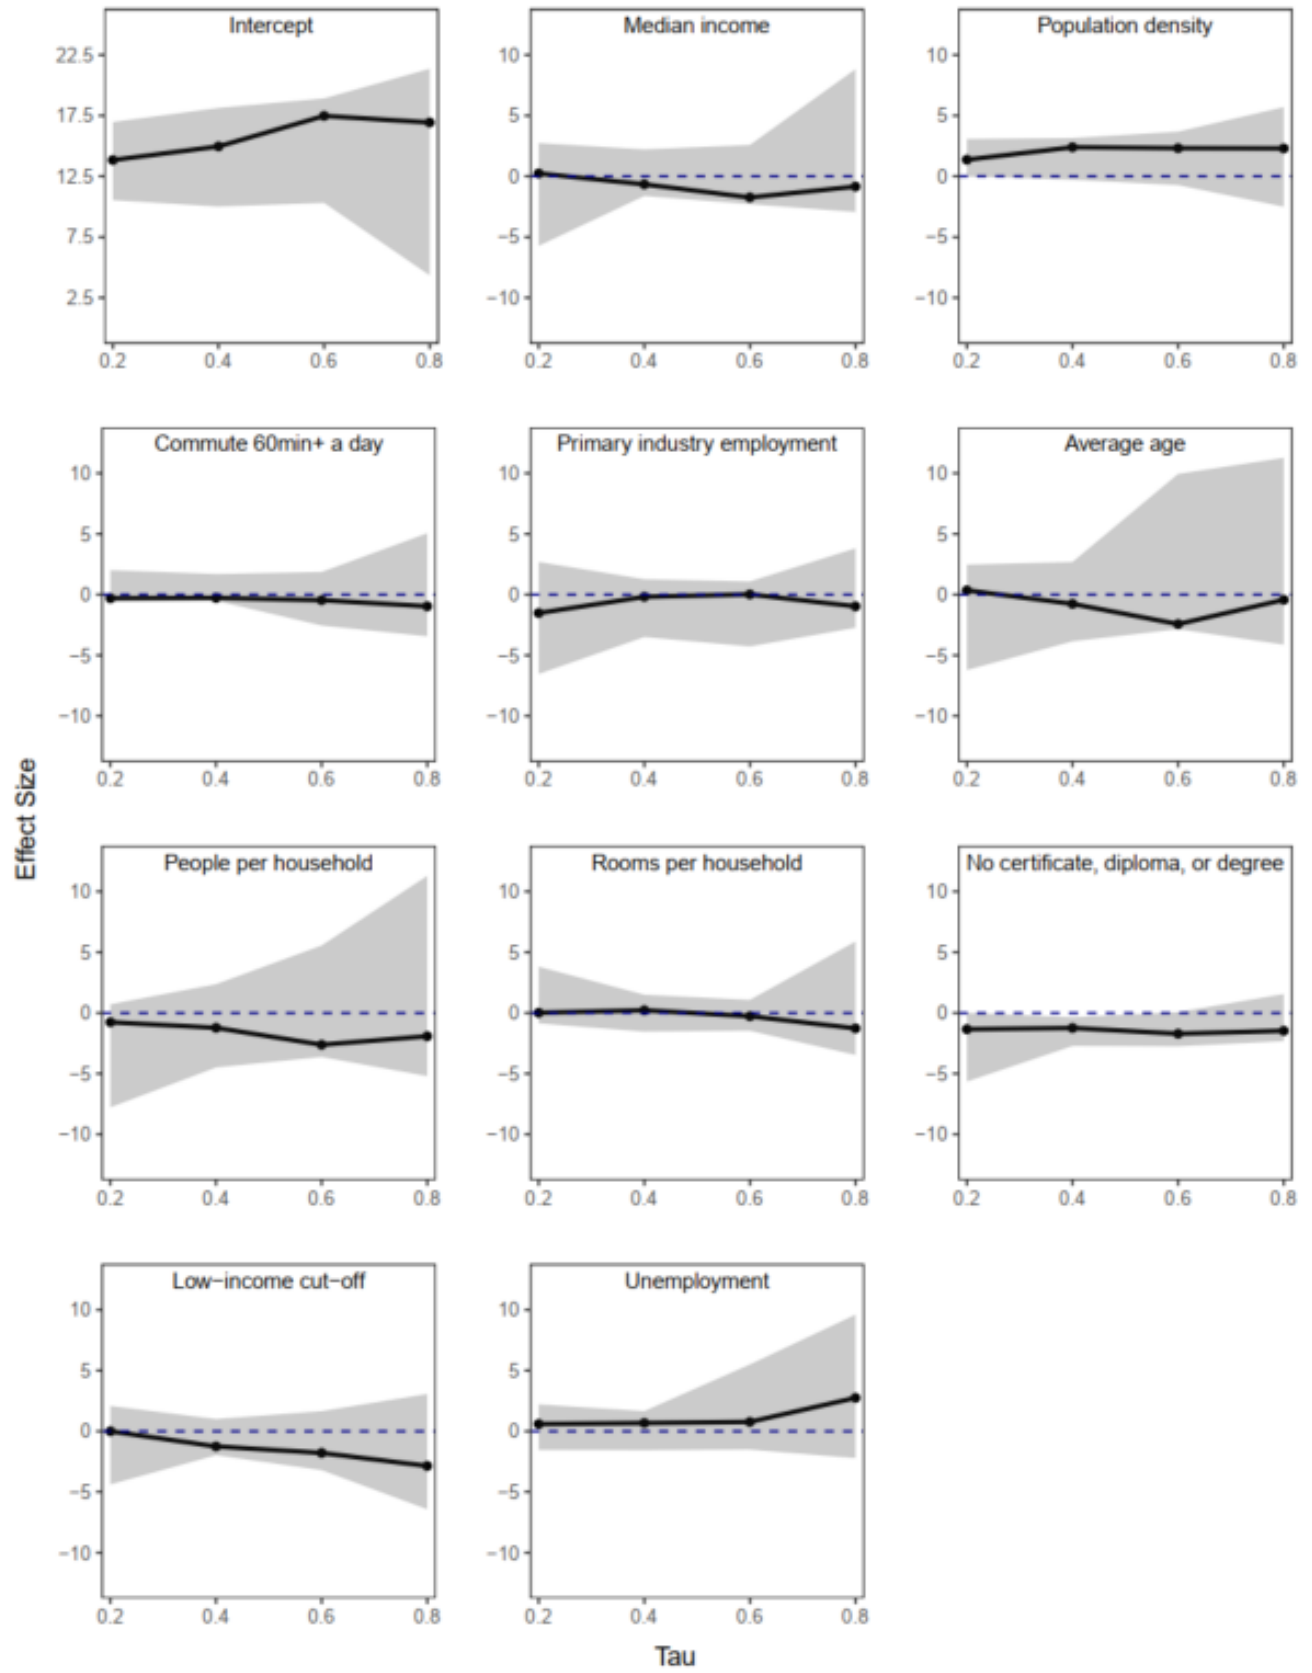 Intercept
Median income
Population density
22.5
17.5
12.5
7.5
2.5
10
5
0
−5
−10
10
5
0
−5
−10
0.2 0.4 0.6 0.8
0.2 0.4 0.6 0.8
0.2 0.4 0.6 0.8
Commute 60min+ a day
Primary industry employment
Average age
10
5
0
−5
−10
10
5
0
−5
−10
10
5
0
−5
−10
0.2 0.4 0.6 0.8
0.2 0.4 0.6 0.8
0.2 0.4 0.6 0.8
Effect Size
People per household
Rooms per household
No certificate, diploma, or degree
10
5
0
−5
−10
10
5
0
−5
−10
10
5
0
−5
−10
0.2 0.4 0.6 0.8
0.2 0.4 0.6 0.8
0.2 0.4 0.6 0.8
Low−income cut−off
Unemployment
10
5
0
−5
−10
10
5
0
−5
−10
0.2 0.4 0.6 0.8
0.2 0.4 0.6 0.8
Tau